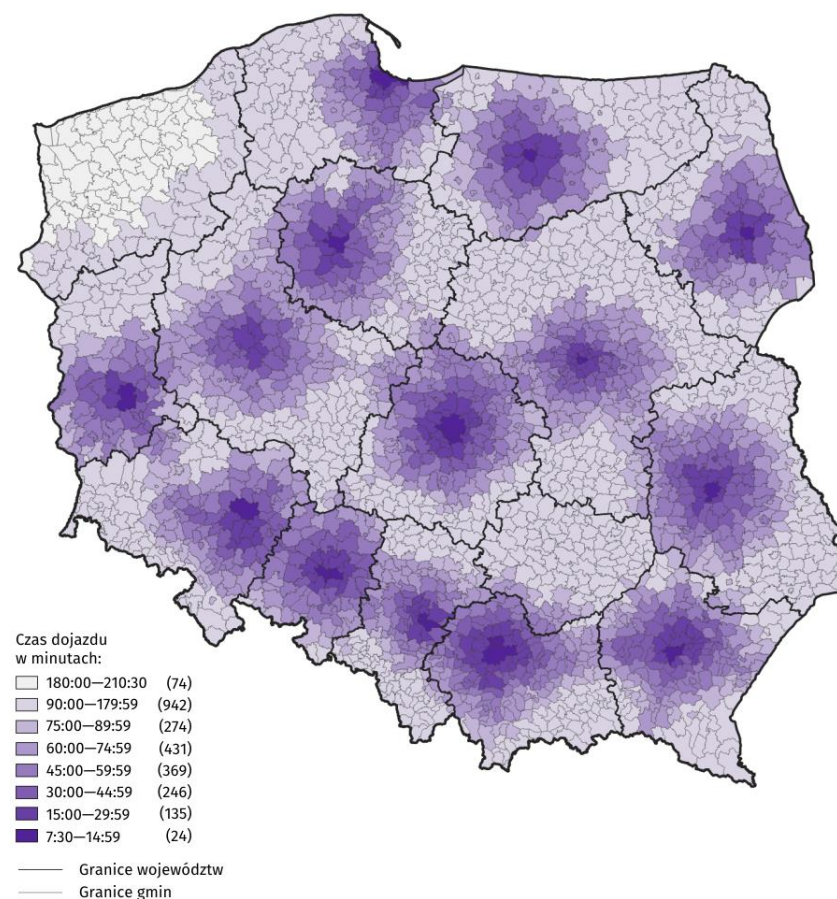 Czas dojazdu
w minutach:
180:00—210:30 (74)
90:00—179:59 (942)
75:00—89:59 (274)
60:00—74:59 (431)
45:00—59:59 (369)
30:00—44:59 (246)
15:00—29:59 (135)
7:30—14:59 (24)
Granice województw
Granice gmin